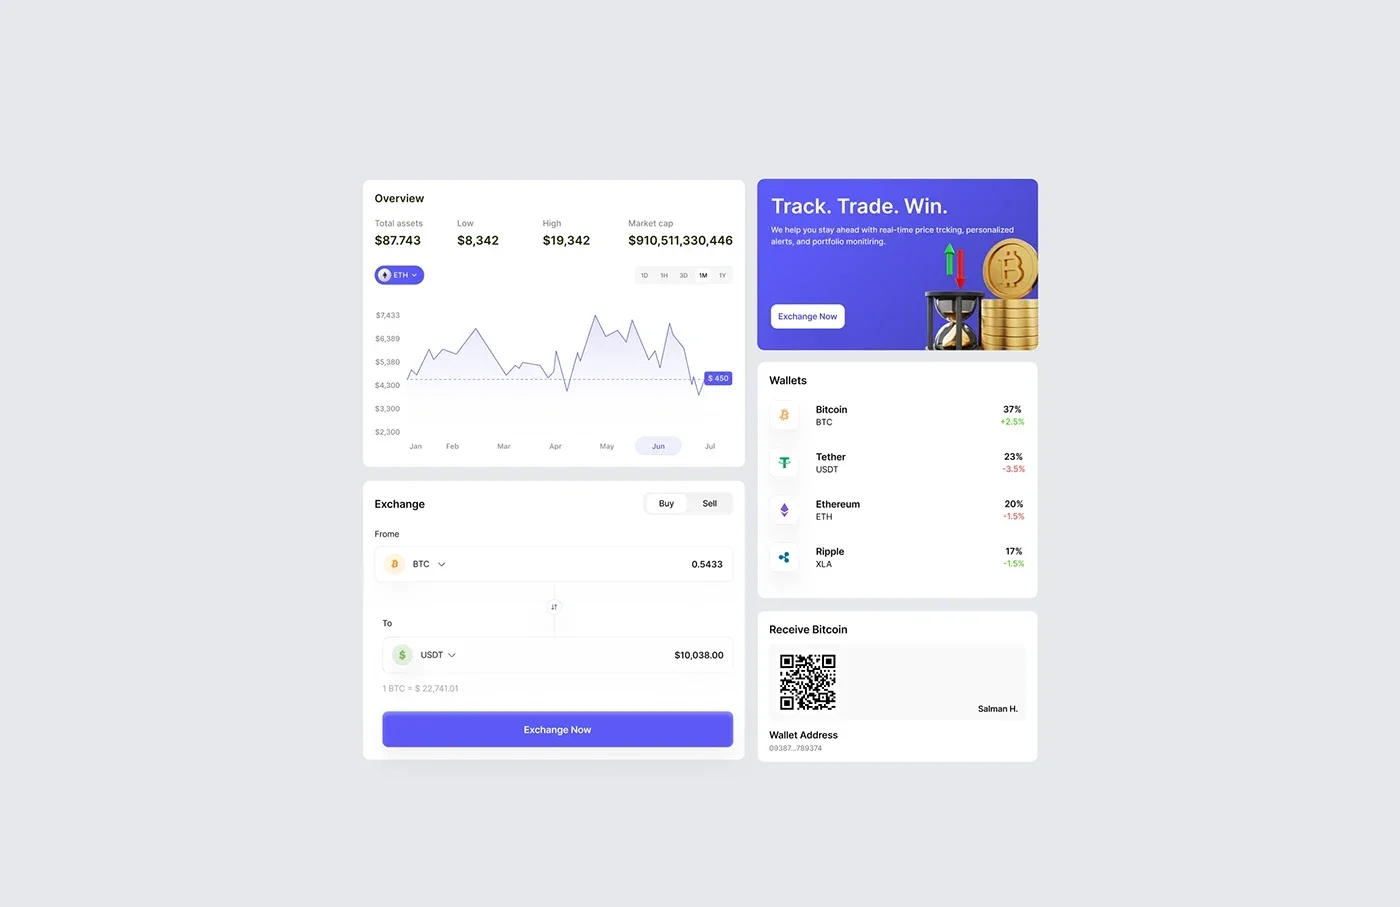 Overview
Total assets
Low
High
Market cap
$87.743
$8,342
$19,342
$910,511,330,446
ETH
1D 1H 3D 1M 1Y
$7,433
$6,389
$5,380
$4,300
$3,300
$2,300
$ 450
Jan Feb Mar Apr May Jun Jul
Exchange
Buy Sell
Frome
BTC
0.5433
To
USDT
$10,038.00
1 BTC = $ 22,741.01
Exchange Now
Track. Trade. Win.
We help you stay ahead with real-time price trcking, personalized
alerts, and portfolio monitiring.
Exchange Now
Wallets
Bitcoin
37%
BTC
+2.5%
Tether
23%
USDT
-3.5%
Ethereum
20%
ETH
-1.5%
Ripple
17%
XLA
-1.5%
Receive Bitcoin
Salman H.
Wallet Address
09387...789374